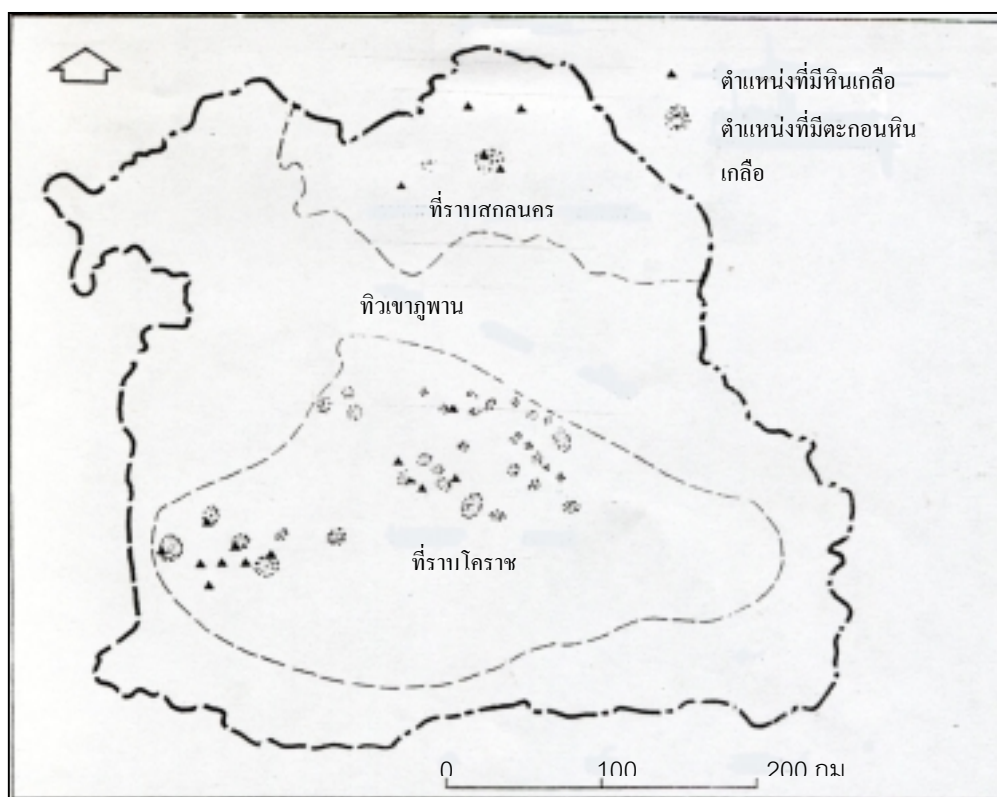 ตำแหน่งที่มีหินเกลือ
ตำแหน่งที่มีตะกอนหิน
เกลือ
ที่ราบสกลนคร
ทิวเขาภูพาน
ที่ราบโคราช
0 100 200 กม